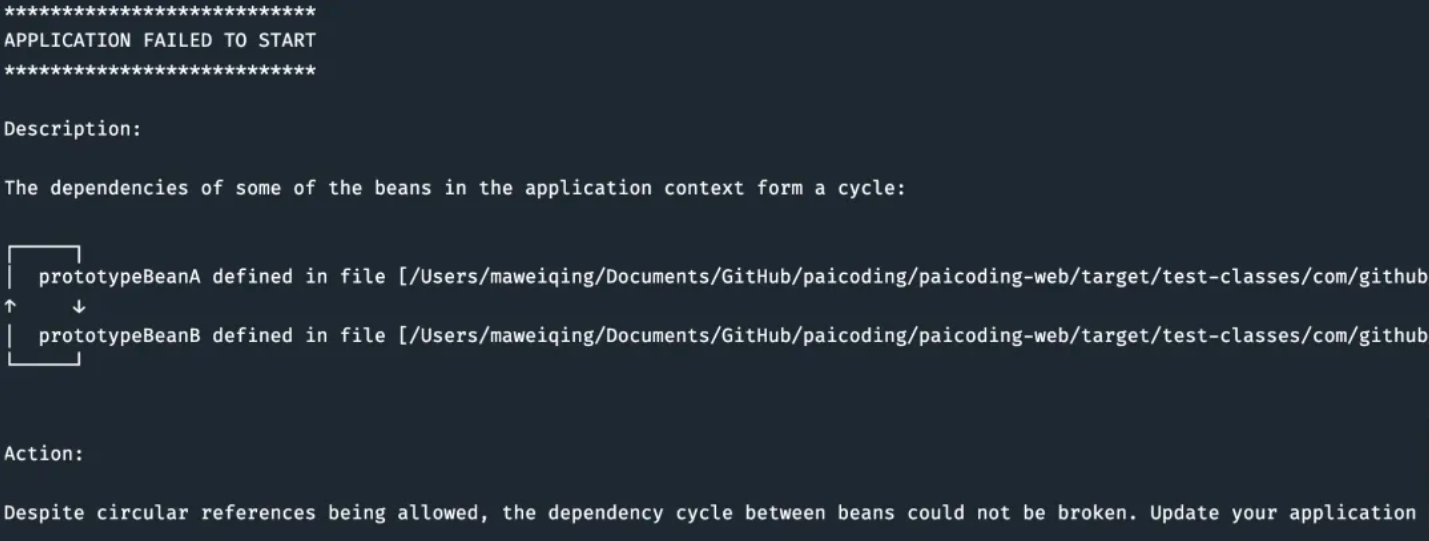 ***************************
APPLICATION FAILED TO START
***************************
Description:
The dependencies of some of the beans in the application context form a cycle:
┌─────┐
|  prototypeBeanA defined in file [/Users/maweiqing/Documents/GitHub/paicoding/paicoding-web/target/test-classes/com/github
↑     ↓
|  prototypeBeanB defined in file [/Users/maweiqing/Documents/GitHub/paicoding/paicoding-web/target/test-classes/com/github
└─────┘
Action:
Despite circular references being allowed, the dependency cycle between beans could not be broken. Update your application